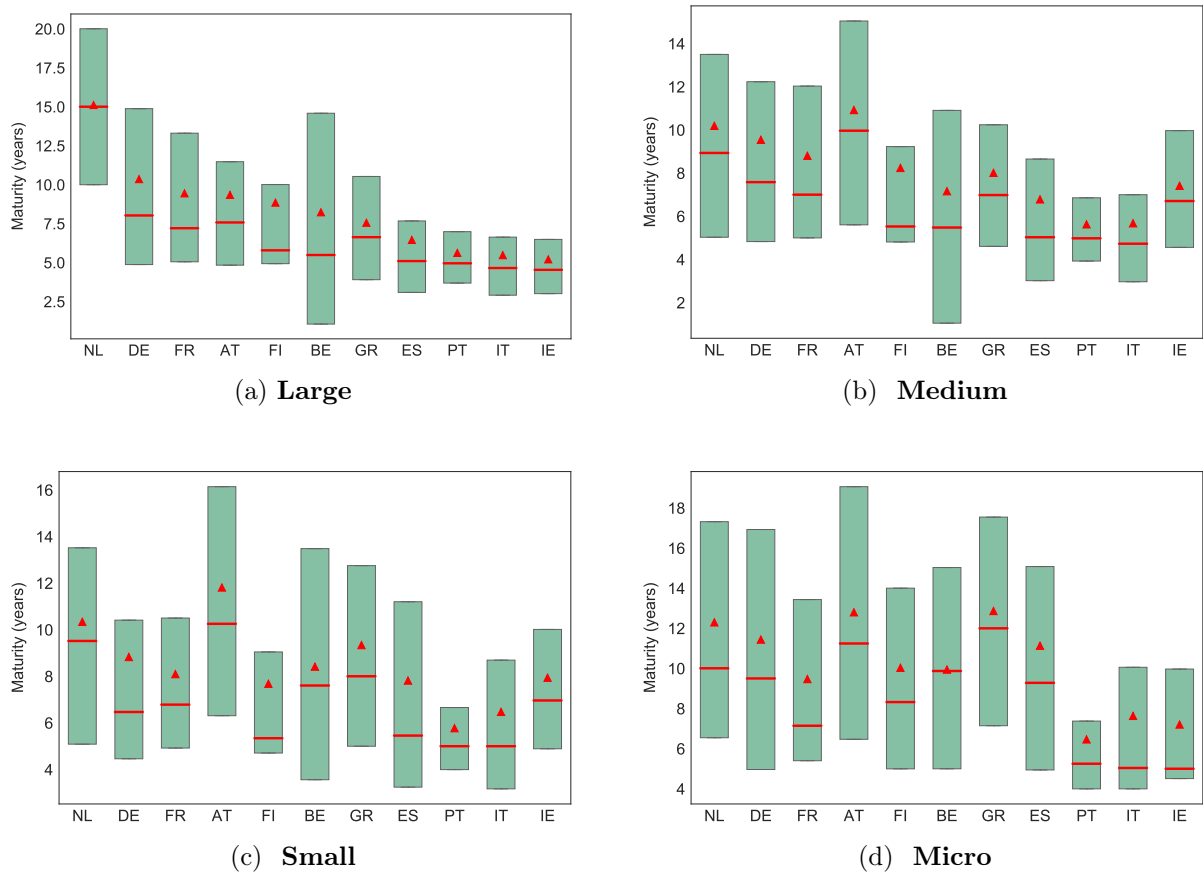 20.0
17.5
15.0
12.5
10.0
7.5
5.0
2.5
Maturity (years)
NL DE FR AT FI BE GR ES PT IT IE
(a) Large
14
12
10
8
6
4
2
Maturity (years)
NL DE FR AT FI BE GR ES PT IT IE
(b) Medium
16
14
12
10
8
6
4
Maturity (years)
NL DE FR AT FI BE GR ES PT IT IE
(c) Small
18
16
14
12
10
8
6
4
Maturity (years)
NL DE FR AT FI BE GR ES PT IT IE
(d) Micro